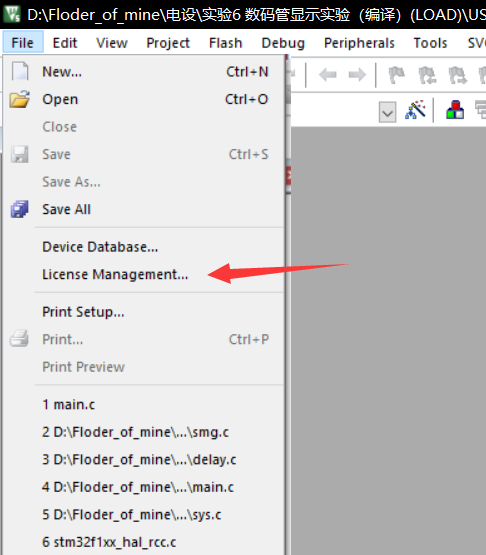 D:\Floder_of_mine\电设\实验6 数码管显示实验（编译）(LOAD)\US
File Edit View Project Flash Debug Peripherals Tools SV
New... Ctrl+N
Open Ctrl+O
Close
Save Ctrl+S
Save As...
Save All
Device Database...
License Management...
Print Setup...
Print... Ctrl+P
Print Preview
1 main.c
2 D:\Floder_of_mine\...\smg.c
3 D:\Floder_of_mine\...\delay.c
4 D:\Floder_of_mine\...\main.c
5 D:\Floder_of_mine\...\sys.c
6 stm32f1xx_hal_rcc.c